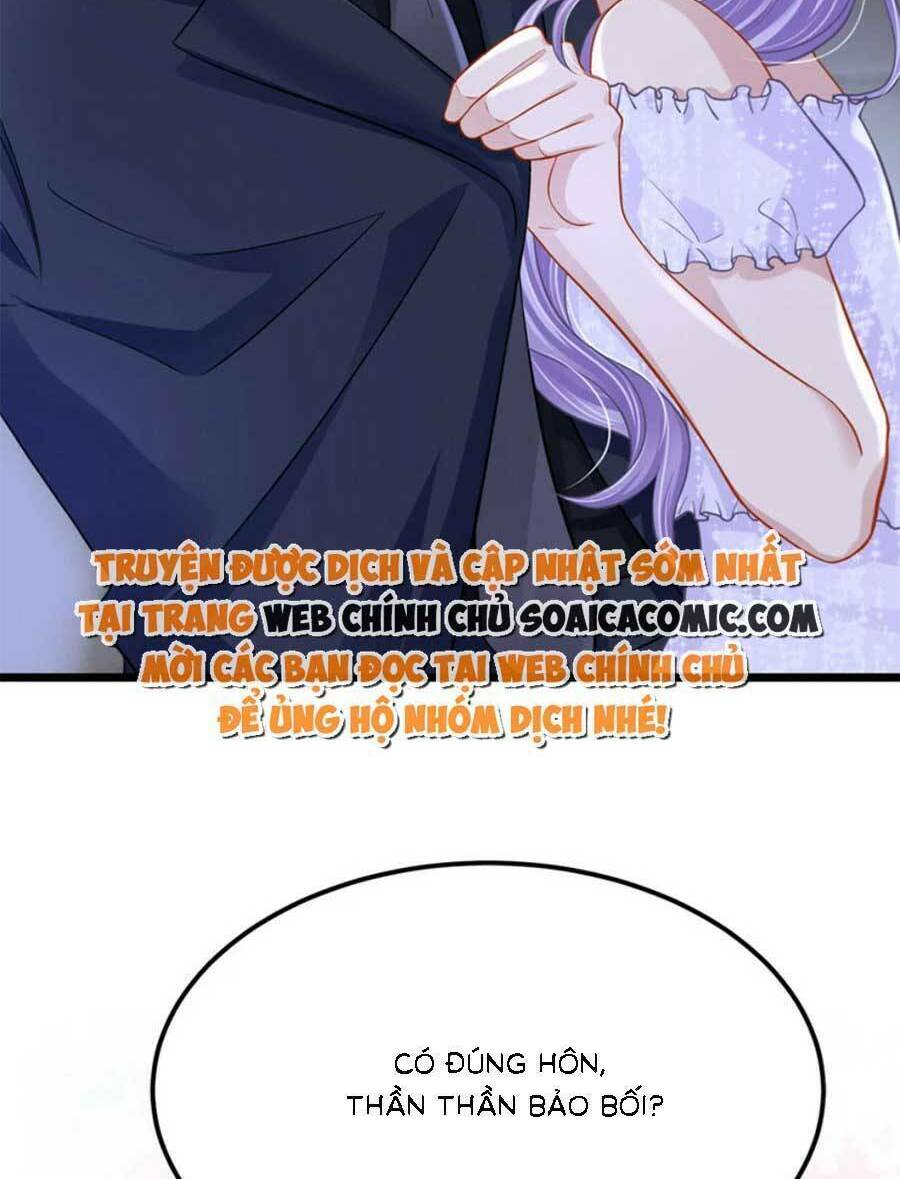 TRUYỆN ĐƯỢC DỊCH VÀ CẬP NHẬT SỚM NHẤT
TẠI TRANG WEB CHÍNH CHỦ SOAICACOMIC.COM
MỜI CÁC BẠN ĐỌC TẠI WEB CHÍNH CHỦ
ĐỂ ỦNG HỘ NHÓM DỊCH NHÉ!
CÓ ĐÚNG HÔN,
THẦN THẦN BẢO BỐI?